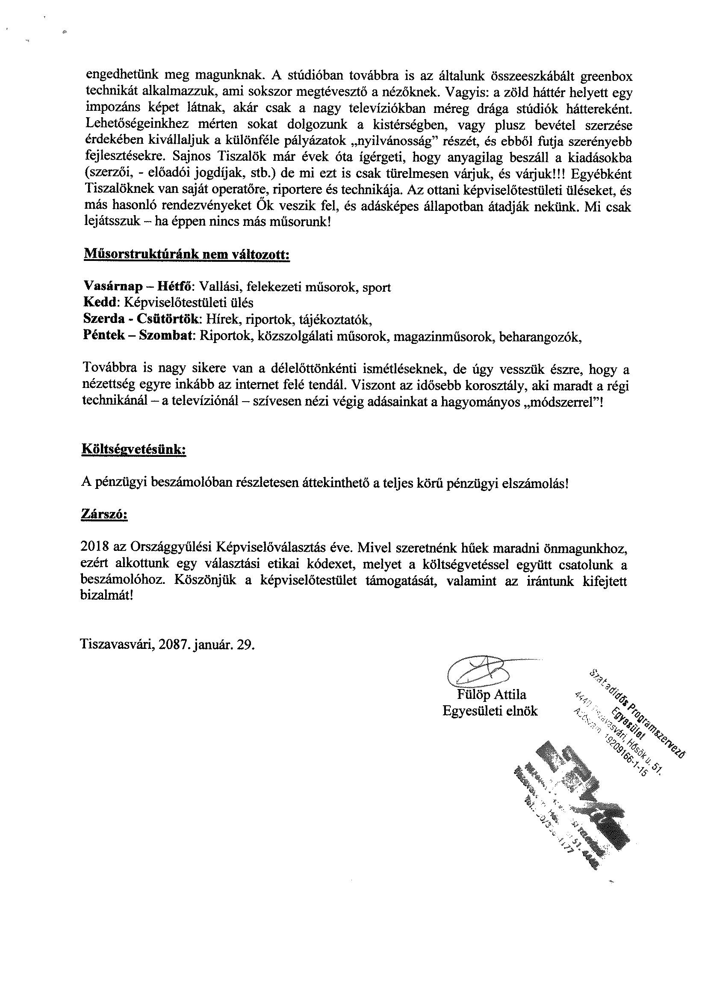 engedhetünk meg magunknak. A stúdióban továbbra is az általunk összeeszkábált greenbox
technikát alkalmazzuk, ami sokszor megtévesztő a nézőknek. Vagyis: a zöld háttér helyett egy
impozáns képet látnak, akár csak a nagy televíziókban méreg drága stúdiók háttereként.
Lehetőségeinkhez mérten sokat dolgozunk a kistérségben, vagy plusz bevétel szerzése
érdekében kivállaljuk a különféle pályázatok „nyilvánosság” részét, és ebből futja szerényebb
fejlesztésekre. Sajnos Tiszalök már évek óta ígérgeti, hogy anyagilag beszáll a kiadásokba
(szerzői, - előadói jogdíjak, stb.) de mi ezt is csak türelmesen várjuk, és várjuk!!! Egyébként
Tiszalöknek van saját operatőre, riportere és technikája. Az ottani képviselőtestületi üléseket, és
más hasonló rendezvényeket Ők veszik fel, és adásképes állapotban átadják nekünk. Mi csak
lejátsszuk – ha éppen nincs más műsorunk!
Műsorstruktúránk nem változott:
Vasárnap – Hétfő: Vallási, felekezeti műsorok, sport
Kedd: Képviselőtestületi ülés
Szerda - Csütörtök: Hírek, riportok, tájékoztatók,
Péntek – Szombat: Riportok, közszolgálati műsorok, magazinműsorok, beharangozók,
Továbbra is nagy sikere van a délelőttönkénti ismétléseknek, de úgy vesszük észre, hogy a
nézettség egyre inkább az internet felé tendál. Viszont az idősebb korosztály, aki maradt a régi
technikánál – a televíziónál – szívesen nézi végig adásainkat a hagyományos „módszerrel”!
Költségvetésünk:
A pénzügyi beszámolóban részletesen áttekinthető a teljes körű pénzügyi elszámolás!
Zárszó:
2018 az Országgyűlési Képviselőválasztás éve. Mivel szeretnénk hűek maradni önmagunkhoz,
ezért alkottunk egy választási etikai kódexet, melyet a költségvetéssel együtt csatolunk a
beszámolóhoz. Köszönjük a képviselőtestület támogatását, valamint az irántunk kifejtett
bizalmát!
Tiszavasvári, 2087. január. 29.
Fülöp Attila
Egyesületi elnök
Szabadidős Programszervező
Egyesület
4440 Tiszavasvári, Hősök u. 51.
Adószám 19209166-1-15